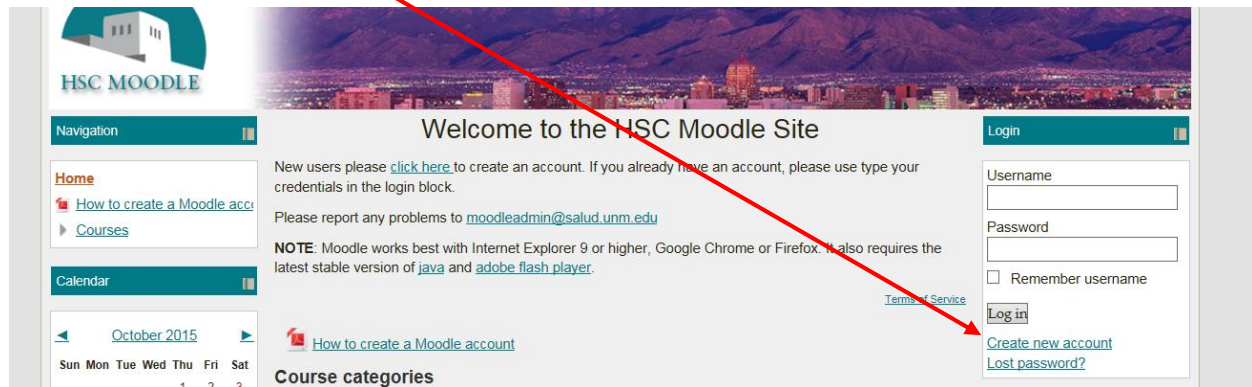 HSC MOODLE
Navigation
Home
How to create a Moodle acco
Courses
Calendar
October 2015
Sun Mon Tue Wed Thu Fri Sat
1 2 3
Welcome to the HSC Moodle Site
New users please click here to create an account. If you already have an account, please use type your
credentials in the login block.
Please report any problems to moodleadmin@salud.unm.edu
NOTE: Moodle works best with Internet Explorer 9 or higher, Google Chrome or Firefox. It also requires the
latest stable version of java and adobe flash player.
Terms of Service
How to create a Moodle account
Course categories
Login
Username
Password
Remember username
Log in
Create new account
Lost password?